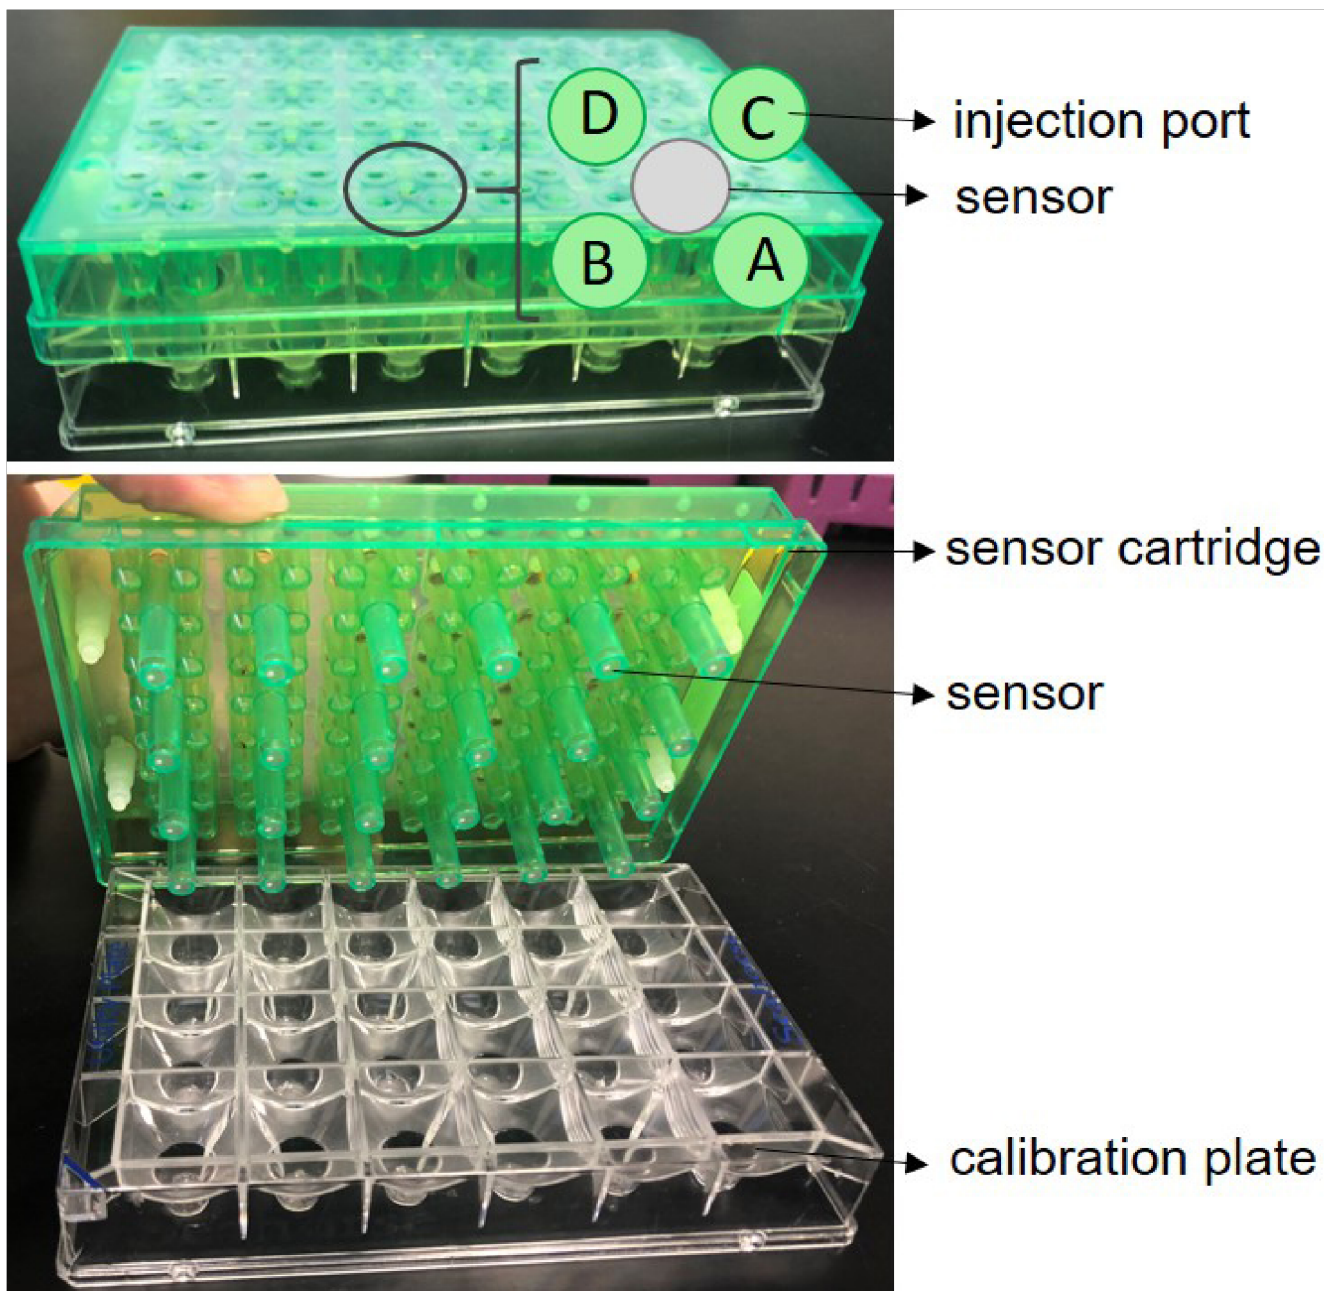 D
C
injection port
sensor
B
A
sensor cartridge
sensor
calibration plate